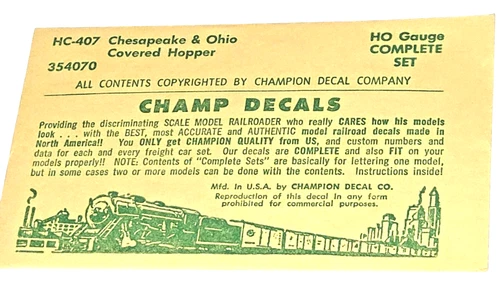 HC-407 Chesapeake & Ohio
Covered Hopper
354070
HO Gauge
COMPLETE
SET
ALL CONTENTS COPYRIGHTED BY CHAMPION DECAL COMPANY
CHAMP DECALS
Providing the discriminating SCALE MODEL RAILROADER who really CARES how his models
look . . . with the BEST, most ACCURATE and AUTHENTIC model railroad decals made in
North America!! You ONLY get CHAMPION QUALITY from US, and custom numbers and
data for each and every freight car set. Our decals are COMPLETE and also FIT on your
models properly!! NOTE: Contents of "Complete Sets" are basically for lettering one model,
but in some cases two or more models can be done with the contents. Instructions inside!
Mfd. In U.S.A. by CHAMPION DECAL CO.
Reproduction of this decal in any form
prohibited for commercial purposes.